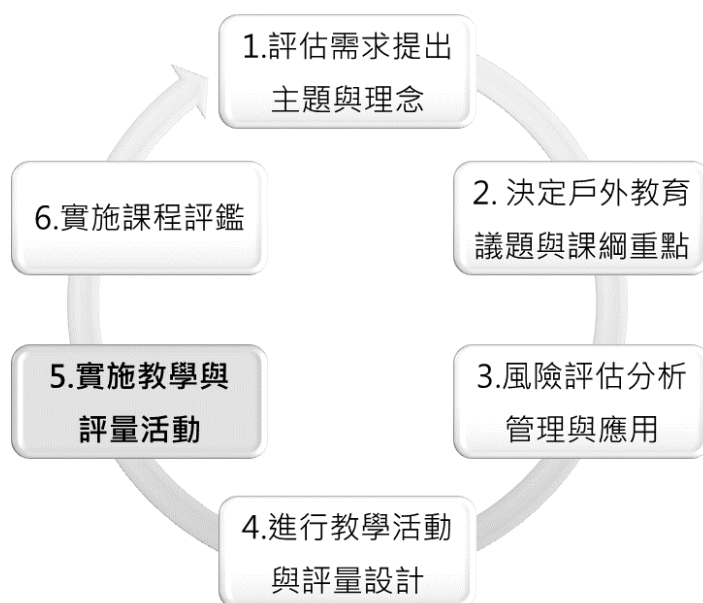 1.評估需求提出
主題與理念
2. 決定戶外教育
議題與課綱重點
3.風險評估分析
管理與應用
4.進行教學活動
與評量設計
5.實施教學與
評量活動
6.實施課程評鑑